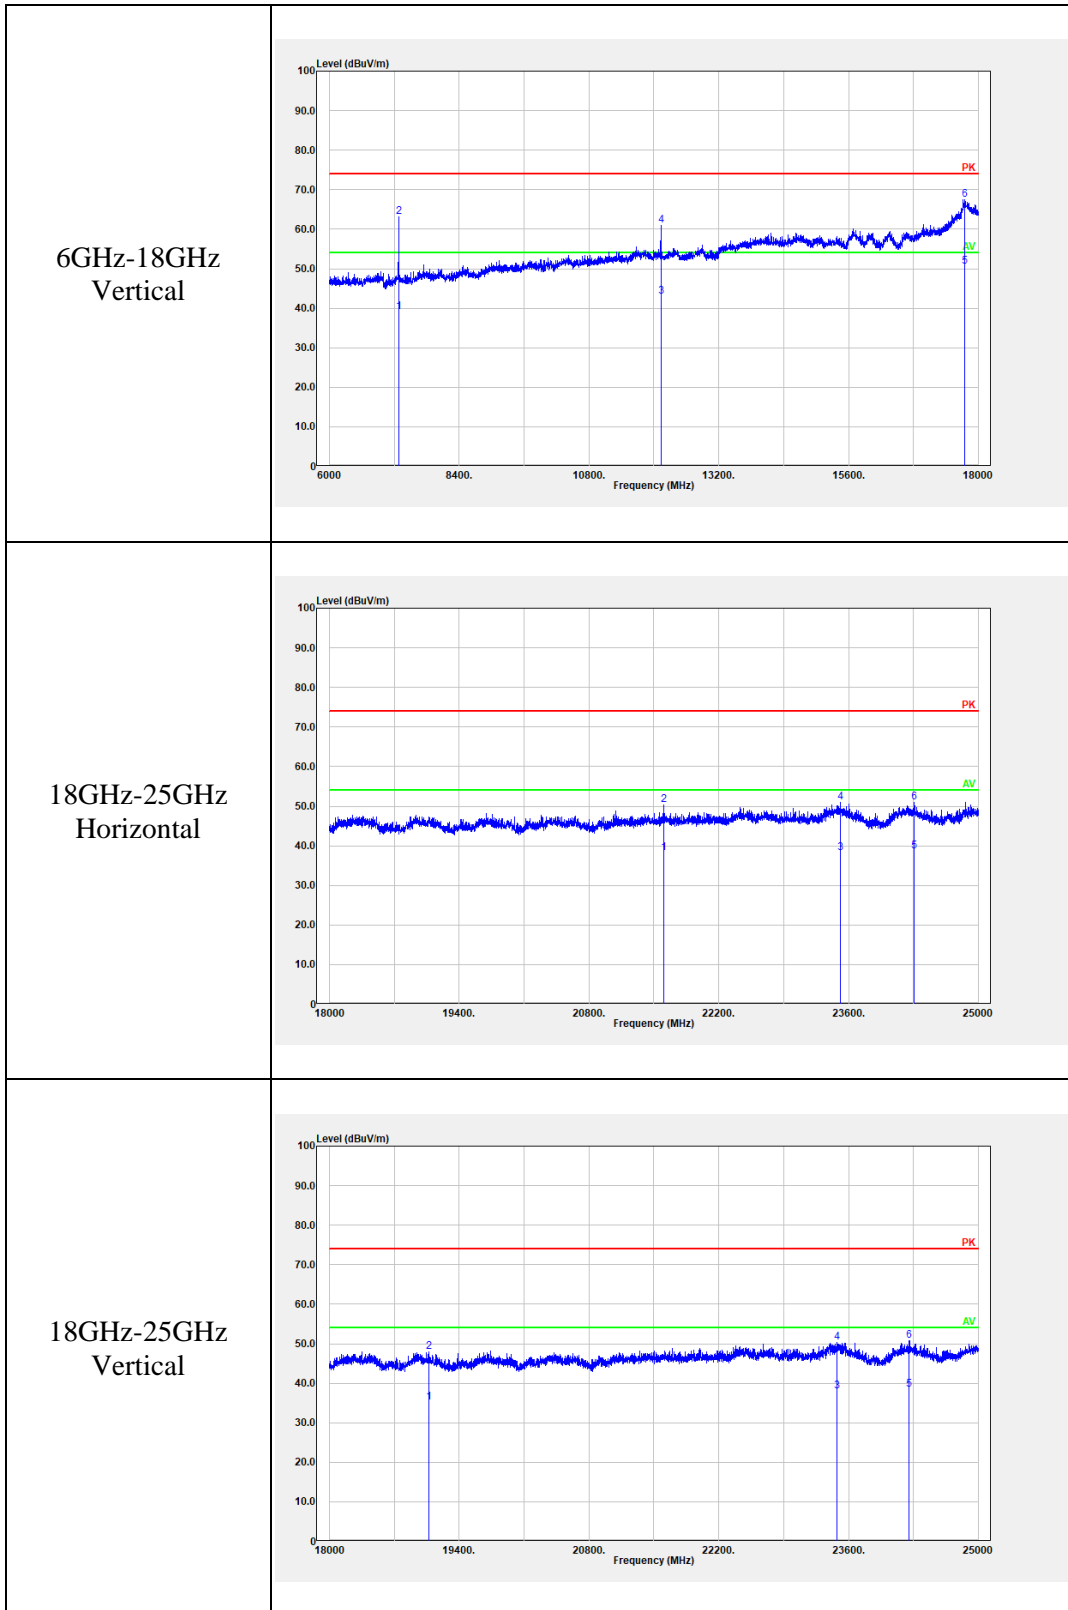 6GHz-18GHz
Vertical
Level (dBuV/m)
100
90.0
80.0
PK
70.0
6
2
4
60.0
AV
5
50.0
3
1
40.0
30.0
20.0
10.0
0
6000 8400. 10800. 13200. 15600. 18000
Frequency (MHz)
18GHz-25GHz
Horizontal
Level (dBuV/m)
100
90.0
80.0
PK
70.0
60.0
AV
2 4 6
50.0
1 3 5
40.0
30.0
20.0
10.0
0
18000 19400. 20800. 22200. 23600. 25000
Frequency (MHz)
18GHz-25GHz
Vertical
Level (dBuV/m)
100
90.0
80.0
PK
70.0
60.0
AV
2 4 6
50.0
1 3 5
40.0
30.0
20.0
10.0
0
18000 19400. 20800. 22200. 23600. 25000
Frequency (MHz)